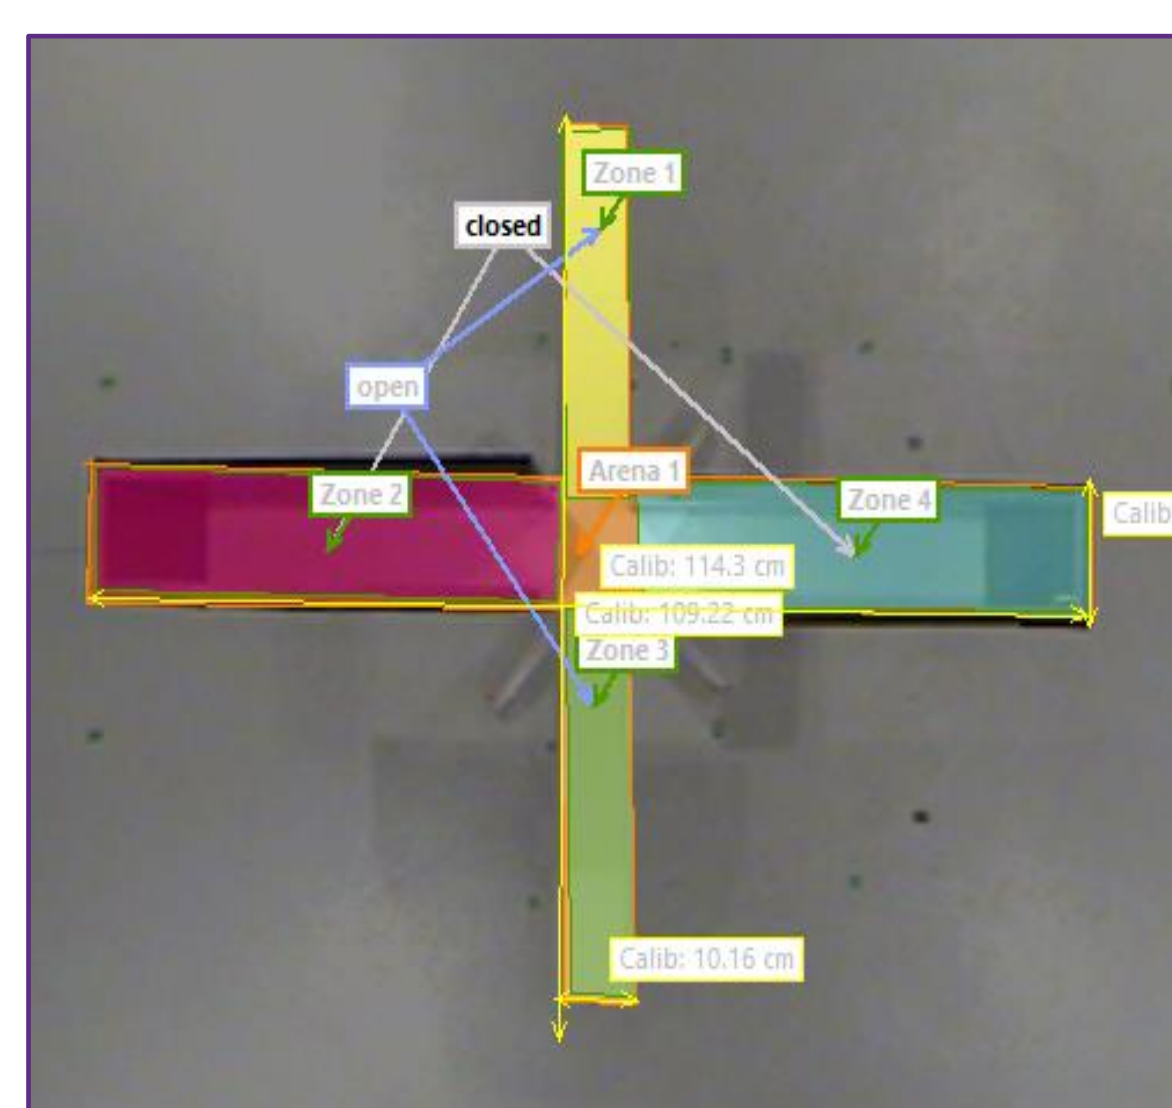 Zone 1
closed
open
Arena 1
Zone 2
Zone 4
Calib
Calib: 114.3 cm
Calib: 109.22 cm
Zone 3
Calib: 10.16 cm